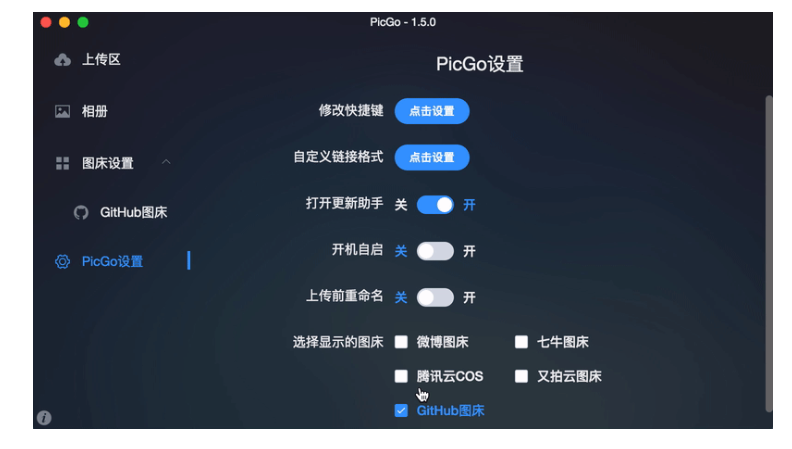 PicGo - 1.5.0
上传区
相册
图床设置
GitHub图床
PicGo设置
PicGo设置
修改快捷键 点击设置
自定义链接格式 点击设置
打开更新助手 关 开
开机自启 关 开
上传前重命名 关 开
选择显示的图床 微博图床 七牛图床
腾讯云COS 又拍云图床
GitHub图床